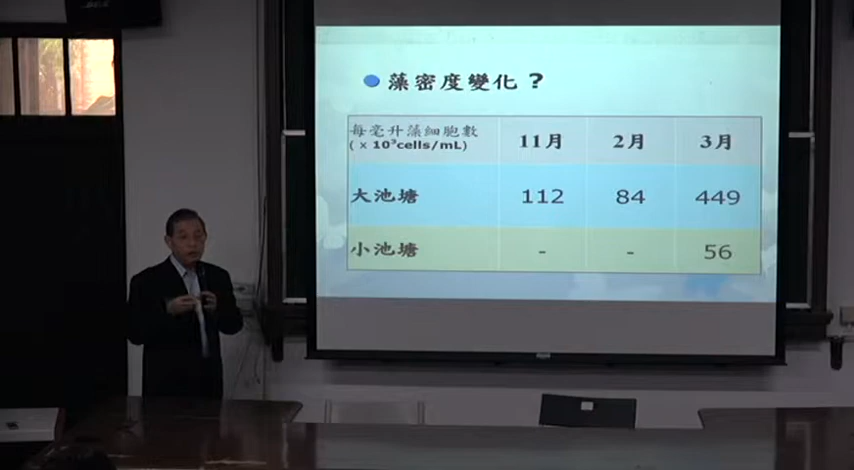 藻密度變化？
每毫升藻細胞數
( x 10³cells/mL) 11月 2月 3月
大池塘 112 84 449
小池塘 - - 56